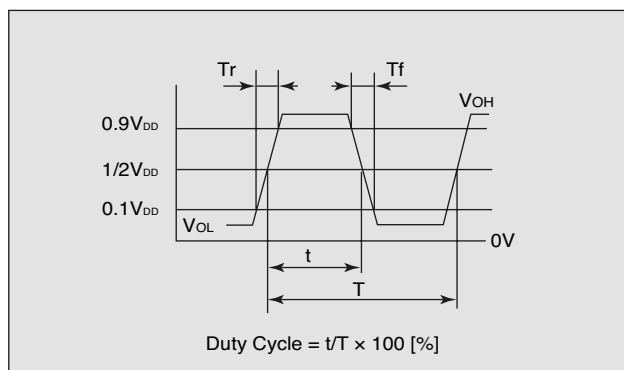 Tr
Tf
VOH
0.9VDD
1/2VDD
0.1VDD
VOL
0V
t
T
Duty Cycle = t/T × 100 [%]